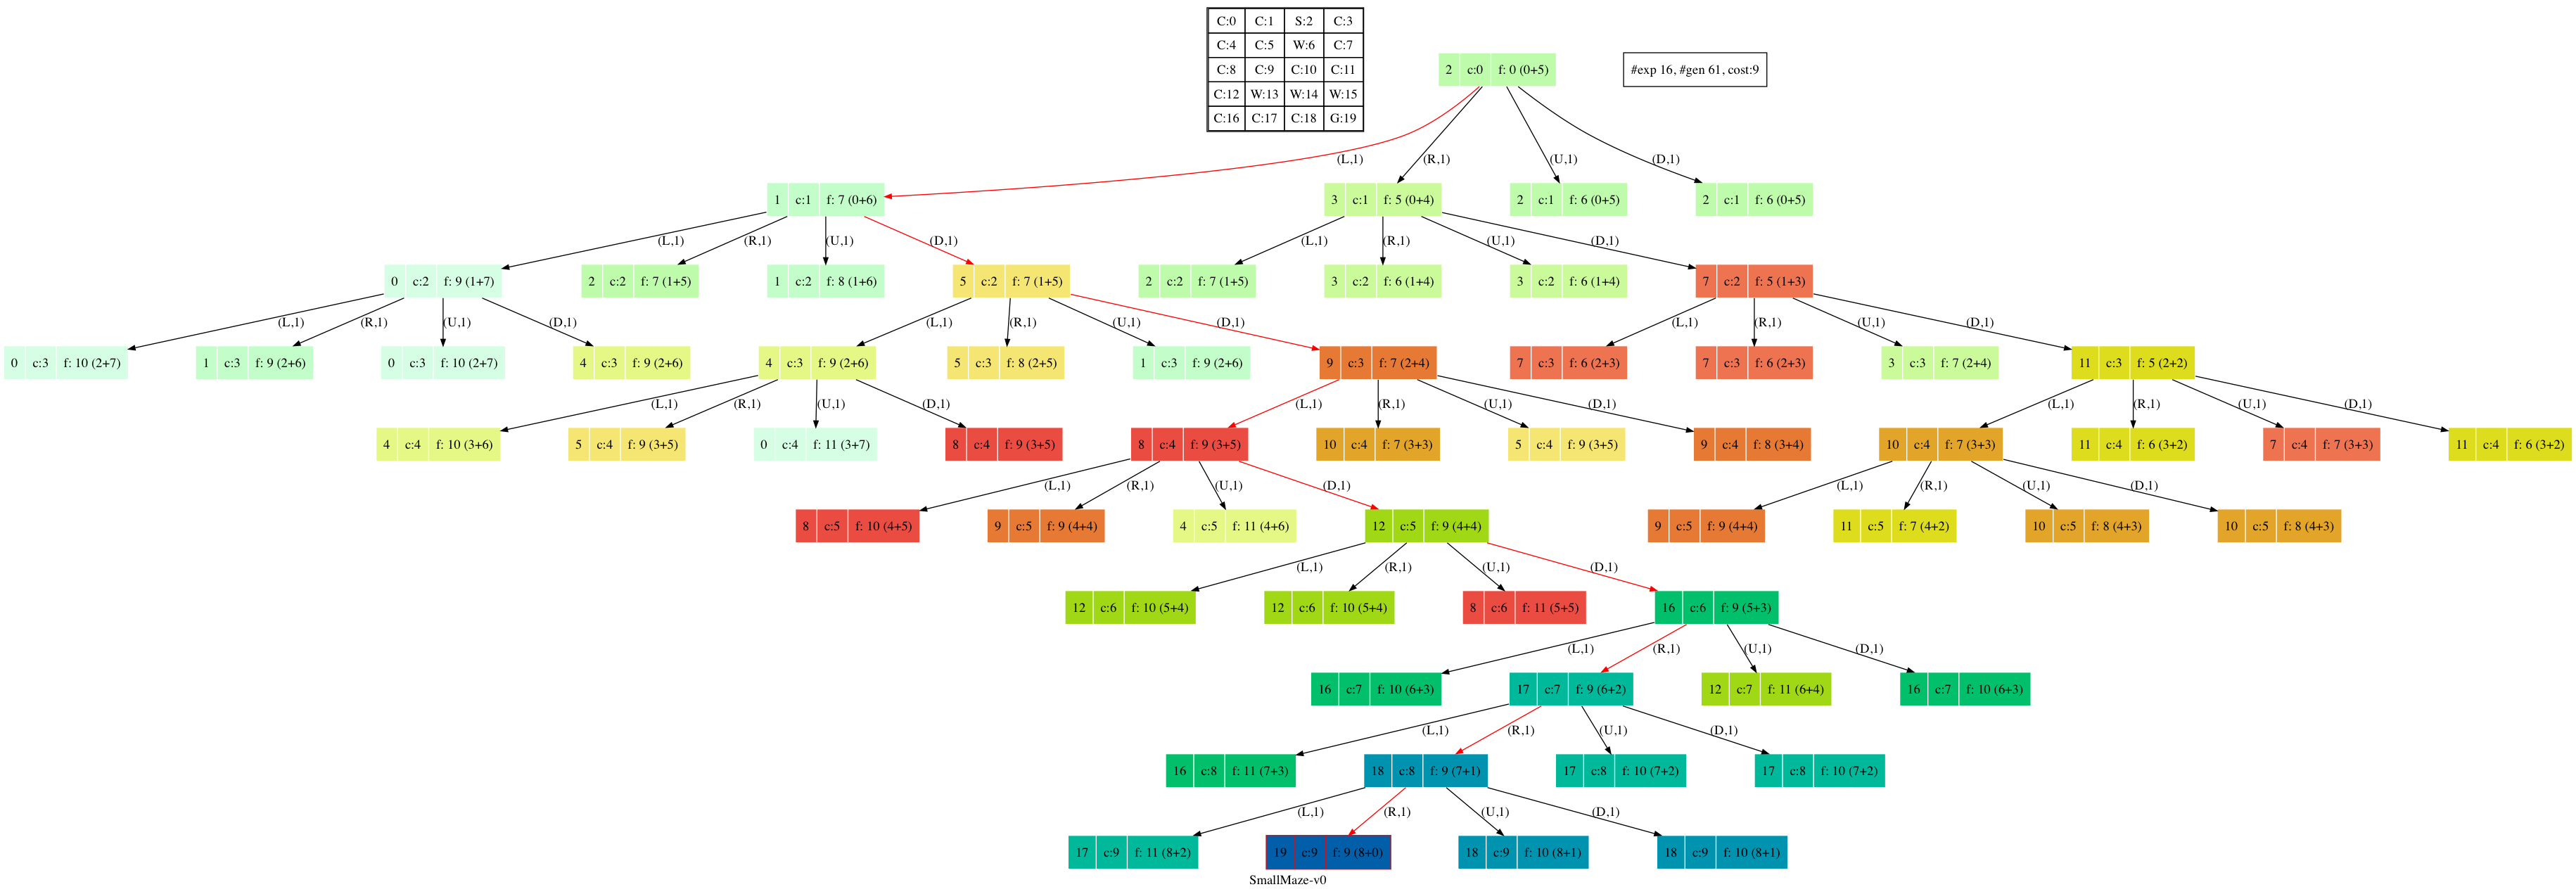 C:0 C:1 S:2 C:3
C:4 C:5 W:6 C:7
C:8 C:9 C:10 C:11
C:12 W:13 W:14 W:15
C:16 C:17 C:18 G:19
2 c:0 f: 0 (0+5)
#exp 16, #gen 61, cost:9
(L,1) (R,1) (U,1) (D,1)
1 c:1 f: 7 (0+6)
3 c:1 f: 5 (0+4)
2 c:1 f: 6 (0+5)
2 c:1 f: 6 (0+5)
(L,1) (R,1) (U,1) (D,1) (L,1) (R,1) (U,1) (D,1)
0 c:2 f: 9 (1+7)
2 c:2 f: 7 (1+5)
1 c:2 f: 8 (1+6)
5 c:2 f: 7 (1+5)
2 c:2 f: 7 (1+5)
3 c:2 f: 6 (1+4)
3 c:2 f: 6 (1+4)
7 c:2 f: 5 (1+3)
(L,1) (R,1) (U,1) (D,1) (L,1) (R,1) (U,1) (D,1) (L,1) (R,1) (U,1) (D,1)
0 c:3 f: 10 (2+7)
1 c:3 f: 9 (2+6)
0 c:3 f: 10 (2+7)
4 c:3 f: 9 (2+6)
4 c:3 f: 9 (2+6)
5 c:3 f: 8 (2+5)
1 c:3 f: 9 (2+6)
9 c:3 f: 7 (2+4)
7 c:3 f: 6 (2+3)
7 c:3 f: 6 (2+3)
3 c:3 f: 7 (2+4)
11 c:3 f: 5 (2+2)
(L,1) (R,1) (U,1) (D,1) (L,1) (R,1) (U,1) (D,1) (L,1) (R,1) (U,1) (D,1)
4 c:4 f: 10 (3+6)
5 c:4 f: 9 (3+5)
0 c:4 f: 11 (3+7)
8 c:4 f: 9 (3+5)
8 c:4 f: 9 (3+5)
10 c:4 f: 7 (3+3)
5 c:4 f: 9 (3+5)
9 c:4 f: 8 (3+4)
10 c:4 f: 7 (3+3)
11 c:4 f: 6 (3+2)
7 c:4 f: 7 (3+3)
11 c:4 f: 6 (3+2)
(L,1) (R,1) (U,1) (D,1) (L,1) (R,1) (U,1) (D,1)
8 c:5 f: 10 (4+5)
9 c:5 f: 9 (4+4)
4 c:5 f: 11 (4+6)
12 c:5 f: 9 (4+4)
9 c:5 f: 9 (4+4)
11 c:5 f: 7 (4+2)
10 c:5 f: 8 (4+3)
10 c:5 f: 8 (4+3)
(L,1) (R,1) (U,1) (D,1)
12 c:6 f: 10 (5+4)
12 c:6 f: 10 (5+4)
8 c:6 f: 11 (5+5)
16 c:6 f: 9 (5+3)
(L,1) (R,1) (U,1) (D,1)
16 c:7 f: 10 (6+3)
17 c:7 f: 9 (6+2)
12 c:7 f: 11 (6+4)
16 c:7 f: 10 (6+3)
(L,1) (R,1) (U,1) (D,1)
16 c:8 f: 11 (7+3)
18 c:8 f: 9 (7+1)
17 c:8 f: 10 (7+2)
17 c:8 f: 10 (7+2)
(L,1) (R,1) (U,1) (D,1)
17 c:9 f: 11 (8+2)
19 c:9 f: 9 (8+0)
18 c:9 f: 10 (8+1)
18 c:9 f: 10 (8+1)
SmallMaze-v0